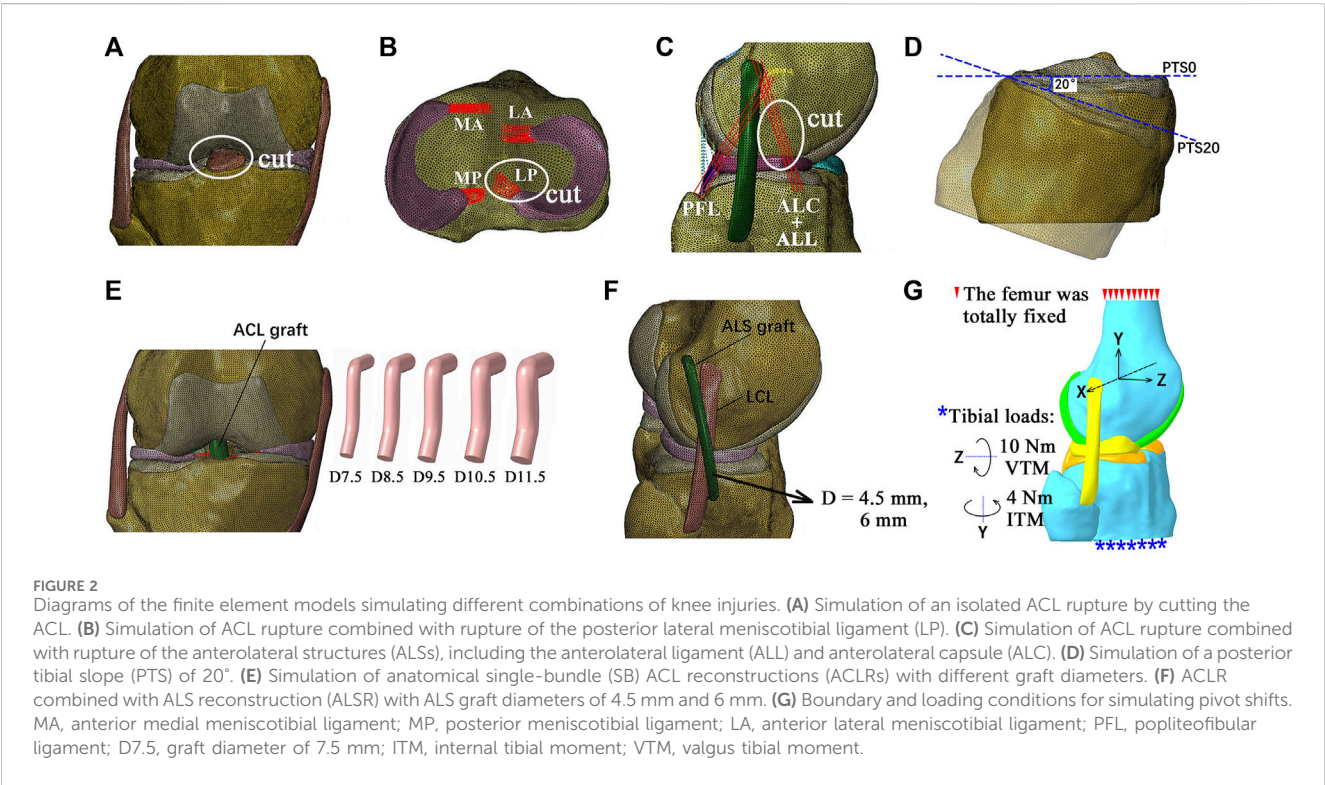 A
cut
B
MA
LA
MP
LP
cut
C
cut
PFL
ALC
+
ALL
D
PTS0
20°
PTS20
E
ACL graft
D7.5 D8.5 D9.5 D10.5 D11.5
F
ALS graft
LCL
D = 4.5 mm,
6 mm
G
The femur was
totally fixed
Y
X
Z
*Tibial loads:
Z
10 Nm
VTM
4 Nm
ITM
Y
*******
FIGURE 2
Diagrams of the finite element models simulating different combinations of knee injuries. (A) Simulation of an isolated ACL rupture by cutting the
ACL. (B) Simulation of ACL rupture combined with rupture of the posterior lateral meniscotibial ligament (LP). (C) Simulation of ACL rupture combined
with rupture of the anterolateral structures (ALSs), including the anterolateral ligament (ALL) and anterolateral capsule (ALC). (D) Simulation of a posterior
tibial slope (PTS) of 20°. (E) Simulation of anatomical single-bundle (SB) ACL reconstructions (ACLRs) with different graft diameters. (F) ACLR
combined with ALS reconstruction (ALSR) with ALS graft diameters of 4.5 mm and 6 mm. (G) Boundary and loading conditions for simulating pivot shifts.
MA, anterior medial meniscotibial ligament; MP, posterior meniscotibial ligament; LA, anterior lateral meniscotibial ligament; PFL, popliteofibular
ligament; D7.5, graft diameter of 7.5 mm; ITM, internal tibial moment; VTM, valgus tibial moment.